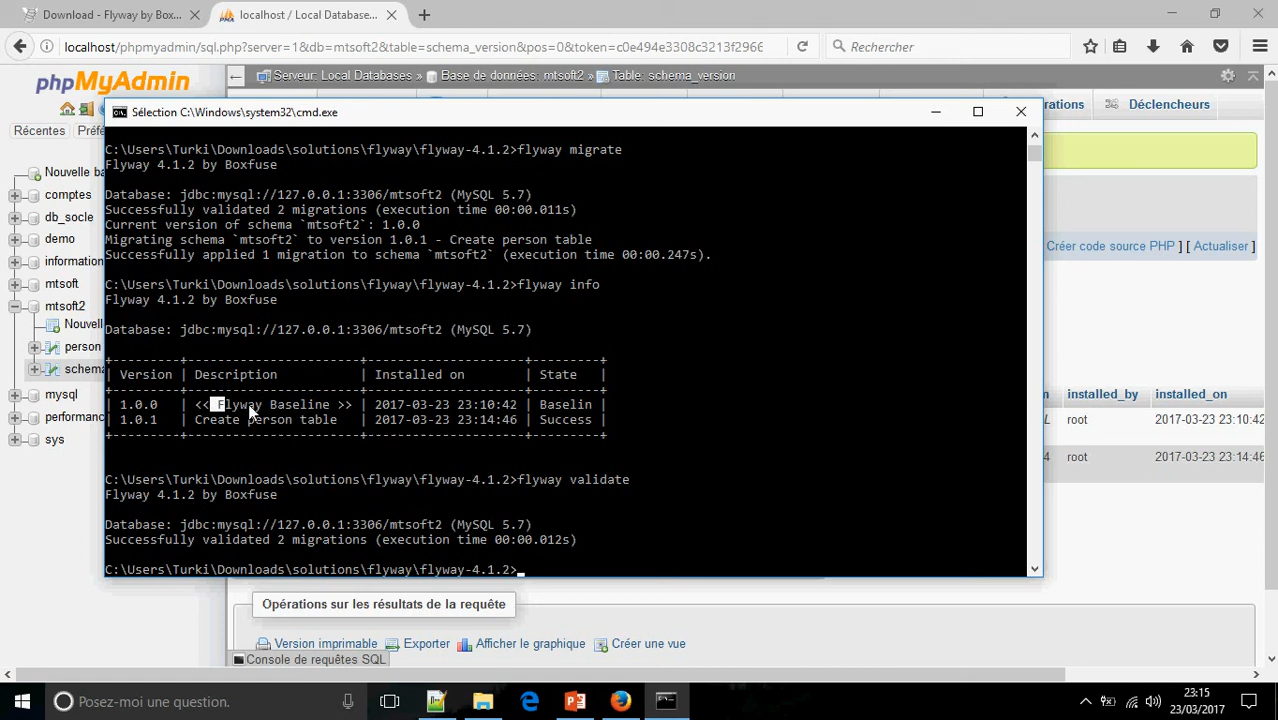 Download - Flyway by Box...
localhost / Local Database...
localhost/phpmyadmin/sql.php?server=1&db=mtsoft2&table=schema_version&pos=0&token=c0e494e3308c3213f2966
Rechercher
phpMyAdmin
Serveur: Local Databases » Base de données: mtsoft2 » Table: schema_version
Récentes
Préfé
Nouvelle ba
comptes
db_socle
demo
information
mtsoft
mtsoft2
Nouvell
person
schema
mysql
performanc
sys
érations
Déclencheurs
Créer code source PHP ] [ Actualiser ]
installed_by installed_on
L root 2017-03-23 23:10:42
4 root 2017-03-23 23:14:46
Sélection C:\Windows\system32\cmd.exe
C:\Users\Turki\Downloads\solutions\flyway\flyway-4.1.2>flyway migrate
Flyway 4.1.2 by Boxfuse
Database: jdbc:mysql://127.0.0.1:3306/mtsoft2 (MySQL 5.7)
Successfully validated 2 migrations (execution time 00:00.011s)
Current version of schema `mtsoft2`: 1.0.0
Migrating schema `mtsoft2` to version 1.0.1 - Create person table
Successfully applied 1 migration to schema `mtsoft2` (execution time 00:00.247s).
C:\Users\Turki\Downloads\solutions\flyway\flyway-4.1.2>flyway info
Flyway 4.1.2 by Boxfuse
Database: jdbc:mysql://127.0.0.1:3306/mtsoft2 (MySQL 5.7)
+---------+----------------------+---------------------+---------+
| Version | Description | Installed on | State |
+---------+----------------------+---------------------+---------+
| 1.0.0 | << Flyway Baseline >> | 2017-03-23 23:10:42 | Baselin |
| 1.0.1 | Create person table | 2017-03-23 23:14:46 | Success |
+---------+----------------------+---------------------+---------+
C:\Users\Turki\Downloads\solutions\flyway\flyway-4.1.2>flyway validate
Flyway 4.1.2 by Boxfuse
Database: jdbc:mysql://127.0.0.1:3306/mtsoft2 (MySQL 5.7)
Successfully validated 2 migrations (execution time 00:00.012s)
C:\Users\Turki\Downloads\solutions\flyway\flyway-4.1.2>
Opérations sur les résultats de la requête
Version imprimable Exporter Afficher le graphique Créer une vue
Console de requêtes SQL
Posez-moi une question.
23:15
23/03/2017